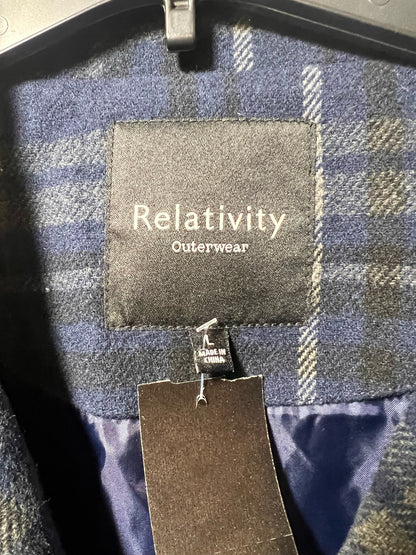 Relativity
Outerwear
L
MADE IN
CHINA